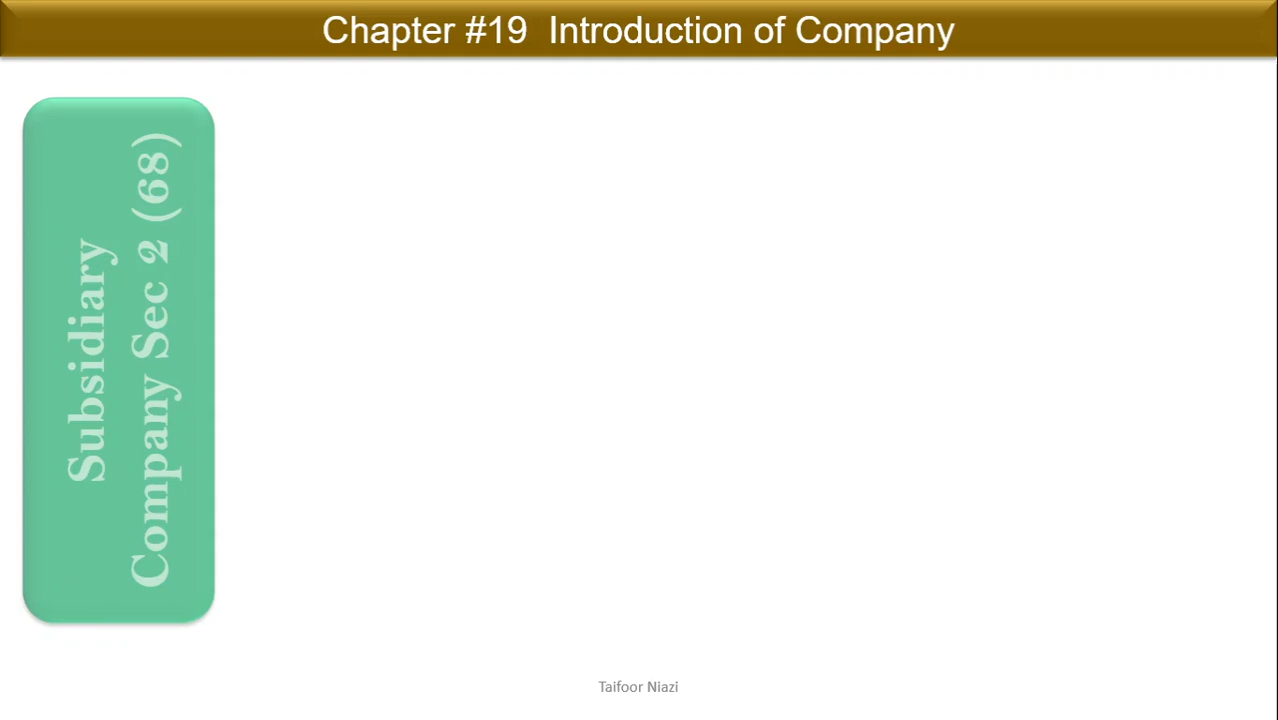 Chapter #19 Introduction of Company
Subsidiary
Company Sec 2 (68)
Taifoor Niazi